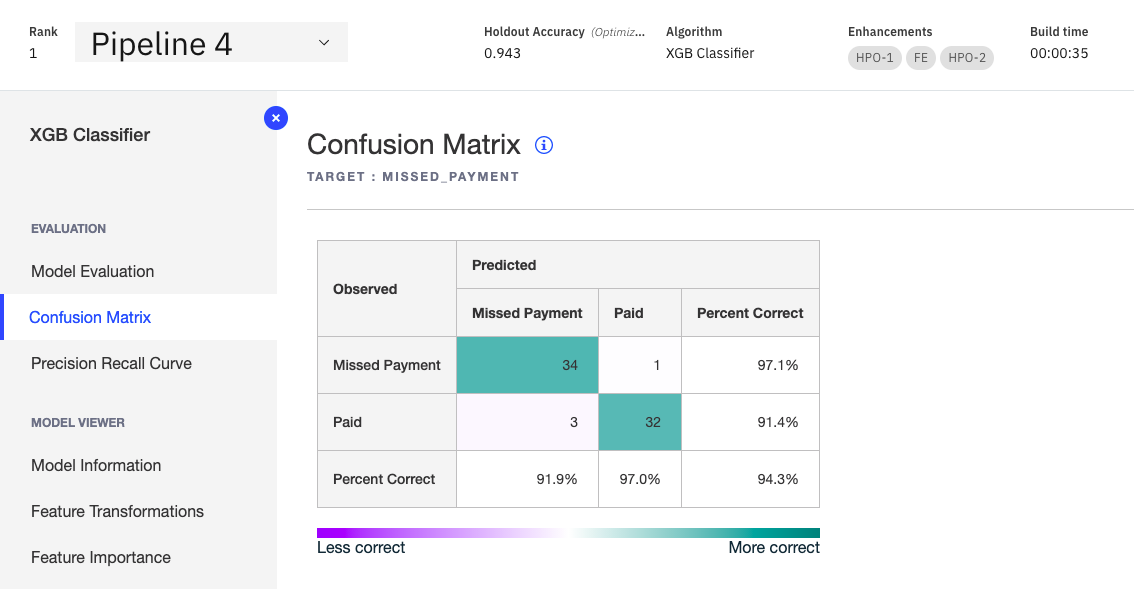 Rank
1
Pipeline 4
Holdout Accuracy (Optimiz...
0.943
Algorithm
XGB Classifier
Enhancements
HPO-1 FE HPO-2
Build time
00:00:35
XGB Classifier
EVALUATION
Model Evaluation
Confusion Matrix
Precision Recall Curve
MODEL VIEWER
Model Information
Feature Transformations
Feature Importance
Confusion Matrix
TARGET : MISSED_PAYMENT
Observed
Predicted
Missed Payment Paid Percent Correct
Missed Payment 34 1 97.1%
Paid 3 32 91.4%
Percent Correct 91.9% 97.0% 94.3%
Less correct More correct